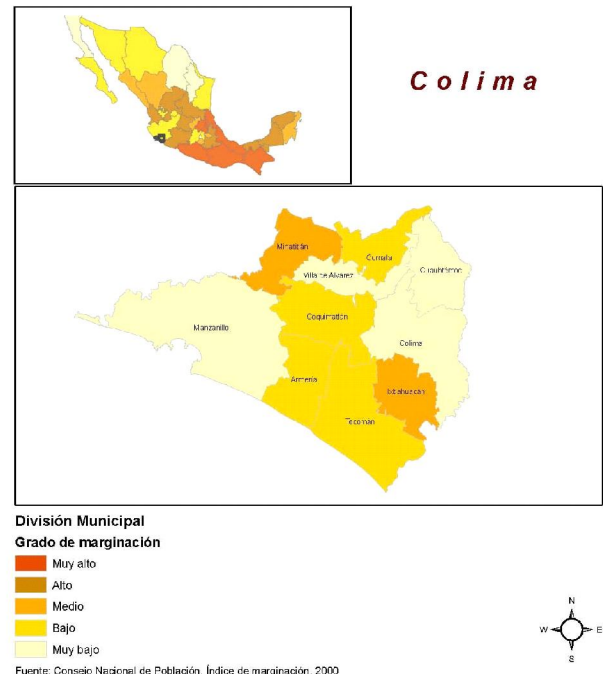 Colima
Minatitlán
Comala
Cuauhtémoc
Villa de Alvarez
Coquimatlán
Manzanillo
Colima
Armería
Ixtlahuacán
Tecomán
División Municipal
Grado de marginación
Muy alto
Alto
Medio
Bajo
Muy bajo
N
W
E
S
Fuente: Consejo Nacional de Población. Índice de marginación, 2000